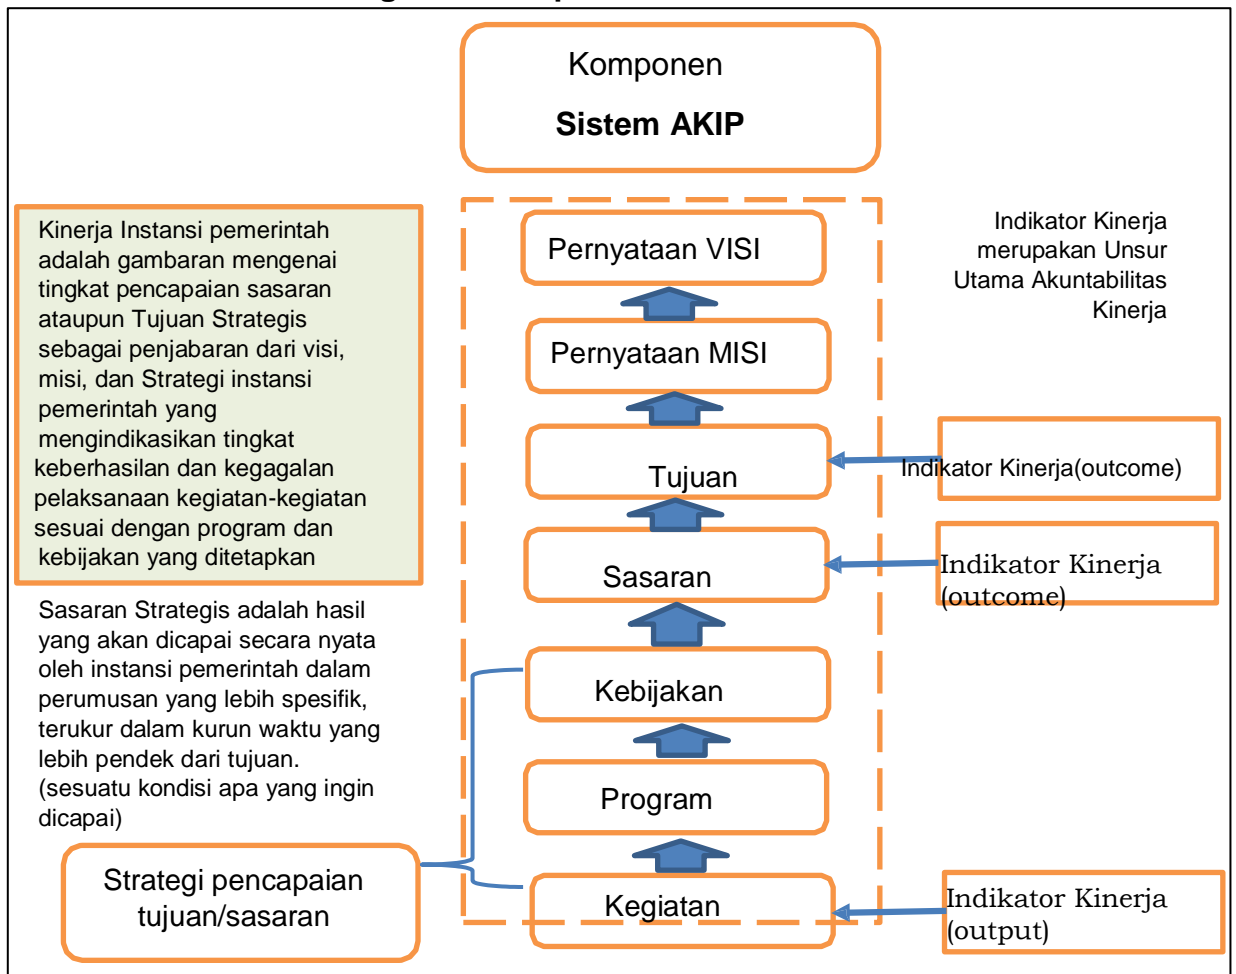 Komponen
Sistem AKIP
Kinerja Instansi pemerintah
adalah gambaran mengenai
tingkat pencapaian sasaran
ataupun Tujuan Strategis
sebagai penjabaran dari visi,
misi, dan Strategi instansi
pemerintah yang
mengindikasikan tingkat
keberhasilan dan kegagalan
pelaksanaan kegiatan-kegiatan
sesuai dengan program dan
kebijakan yang ditetapkan
Sasaran Strategis adalah hasil
yang akan dicapai secara nyata
oleh instansi pemerintah dalam
perumusan yang lebih spesifik,
terukur dalam kurun waktu yang
lebih pendek dari tujuan.
(sesuatu kondisi apa yang ingin
dicapai)
Strategi pencapaian
tujuan/sasaran
Pernyataan VISI
Pernyataan MISI
Tujuan
Sasaran
Kebijakan
Program
Kegiatan
Indikator Kinerja
merupakan Unsur
Utama Akuntabilitas
Kinerja
Indikator Kinerja(outcome)
Indikator Kinerja
(outcome)
Indikator Kinerja
(output)